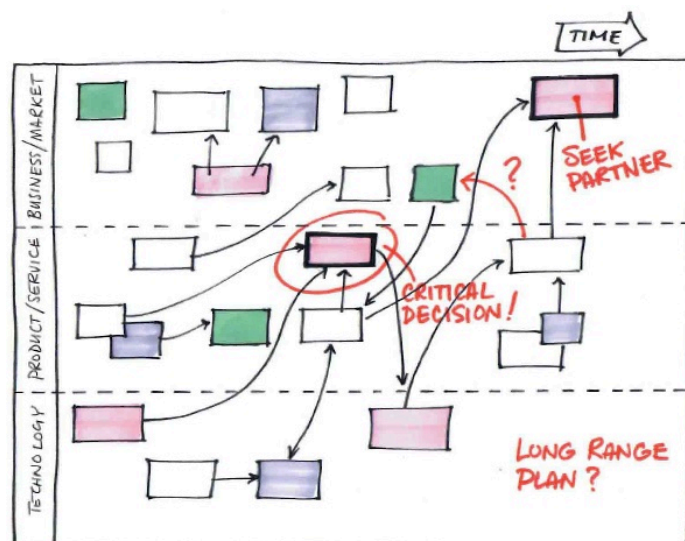 TIME
BUSINESS/MARKET
SEEK
PARTNER
?
PRODUCT/SERVICE
CRITICAL
DECISION!
TECHNOLOGY
LONG RANGE
PLAN?